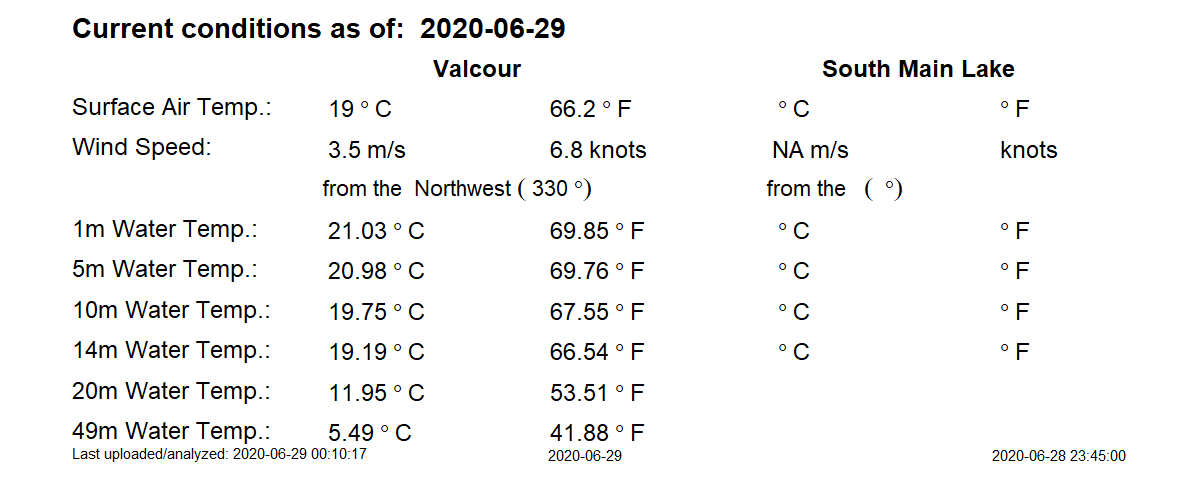 Current conditions as of: 2020-06-29
Valcour South Main Lake
Surface Air Temp.: 19 ° C 66.2 ° F ° C ° F
Wind Speed: 3.5 m/s 6.8 knots NA m/s knots
from the Northwest ( 330 °) from the ( °)
1m Water Temp.: 21.03 ° C 69.85 ° F ° C ° F
5m Water Temp.: 20.98 ° C 69.76 ° F ° C ° F
10m Water Temp.: 19.75 ° C 67.55 ° F ° C ° F
14m Water Temp.: 19.19 ° C 66.54 ° F ° C ° F
20m Water Temp.: 11.95 ° C 53.51 ° F
49m Water Temp.: 5.49 ° C 41.88 ° F
Last uploaded/analyzed: 2020-06-29 00:10:17 2020-06-29 2020-06-28 23:45:00